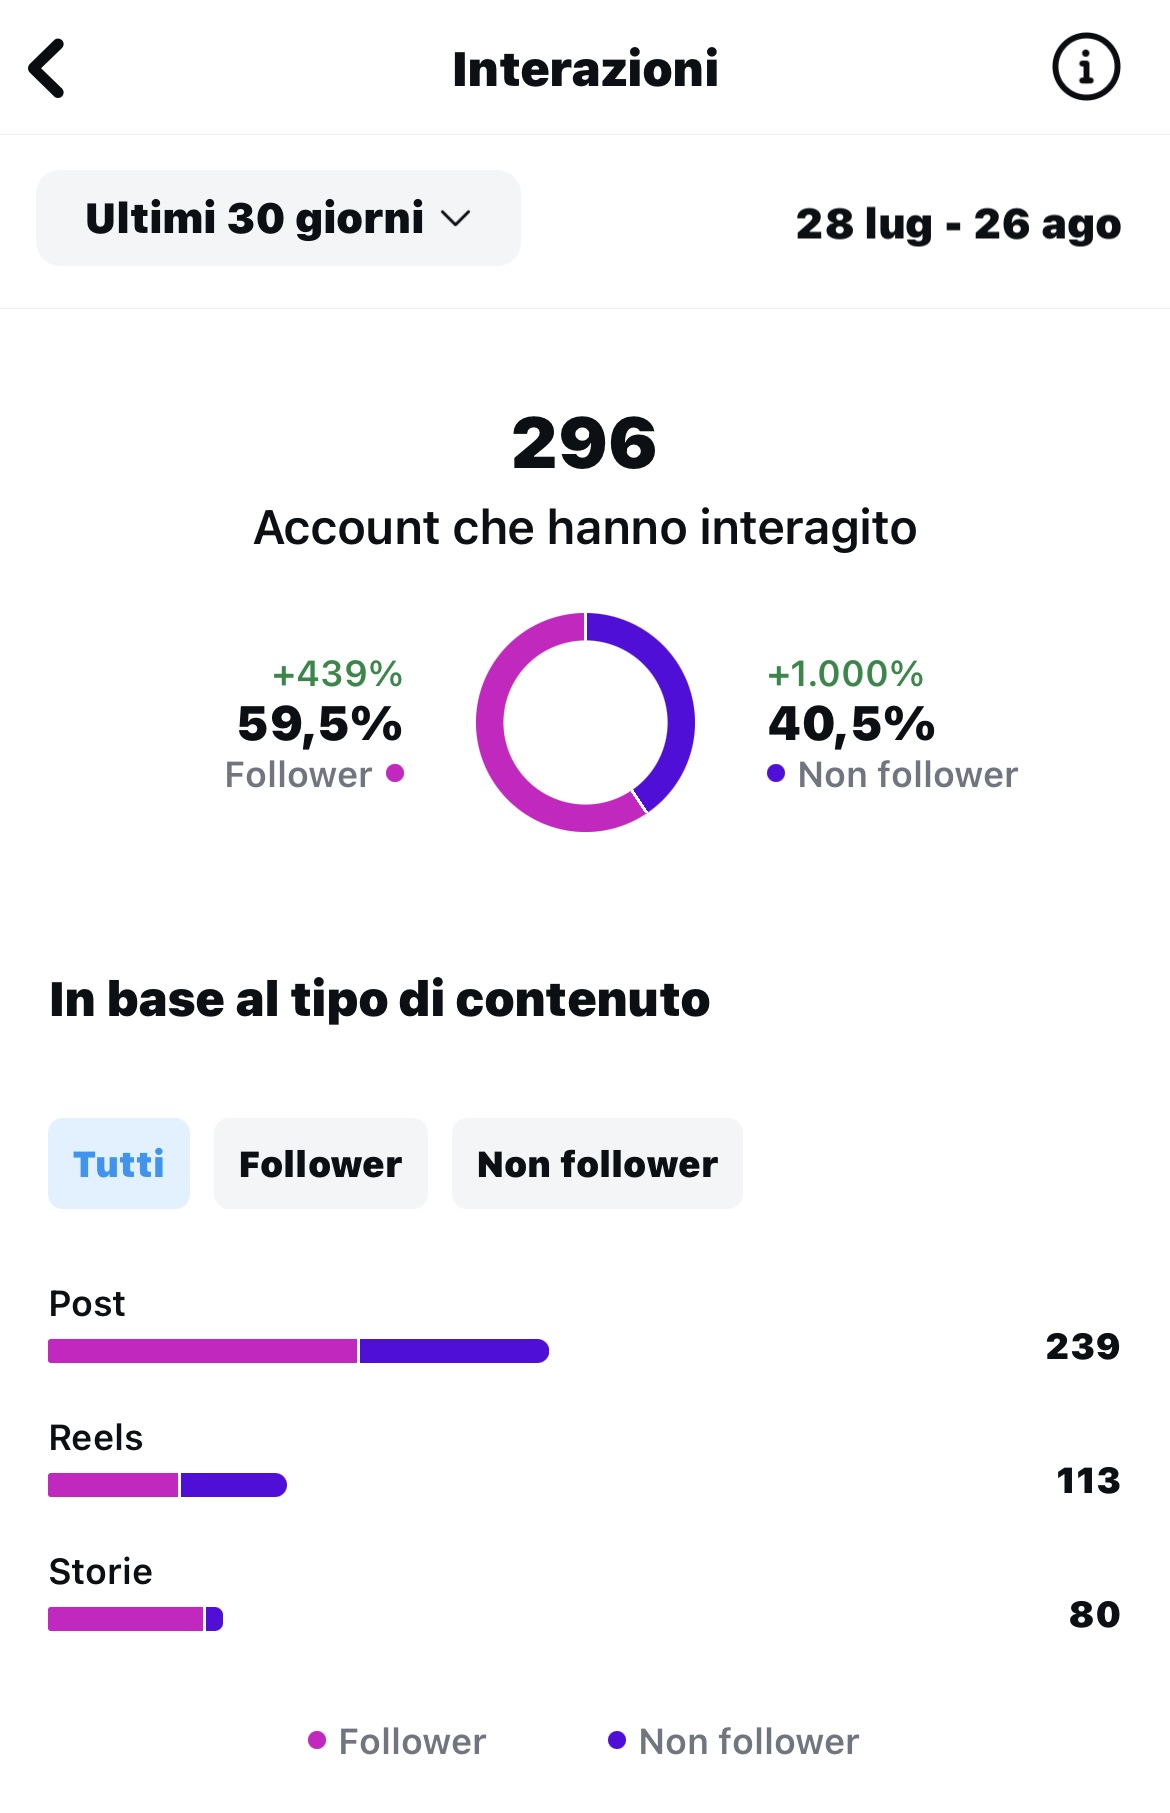 Interazioni
Ultimi 30 giorni
28 lug - 26 ago
296
Account che hanno interagito
+439%
59,5%
Follower
+1.000%
40,5%
Non follower
In base al tipo di contenuto
Tutti
Follower
Non follower
Post
239
Reels
113
Storie
80
Follower
Non follower